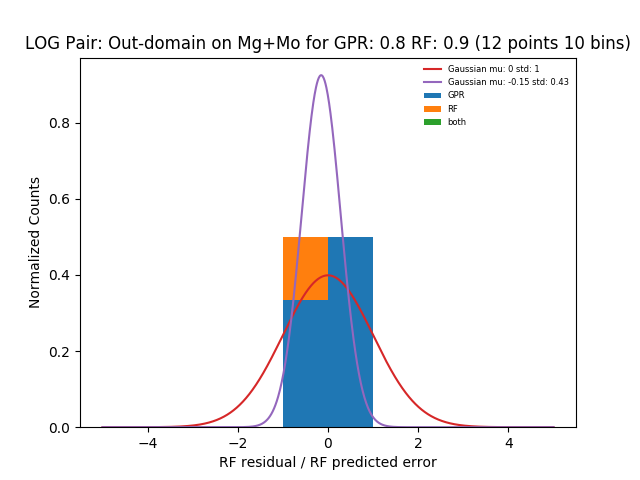 LOG Pair: Out-domain on Mg+Mo for GPR: 0.8 RF: 0.9 (12 points 10 bins)
Gaussian mu: 0 std: 1
Gaussian mu: -0.15 std: 0.43
GPR
RF
both
Normalized Counts
0.8
0.6
0.4
0.2
0.0
−4 −2 0 2 4
RF residual / RF predicted error